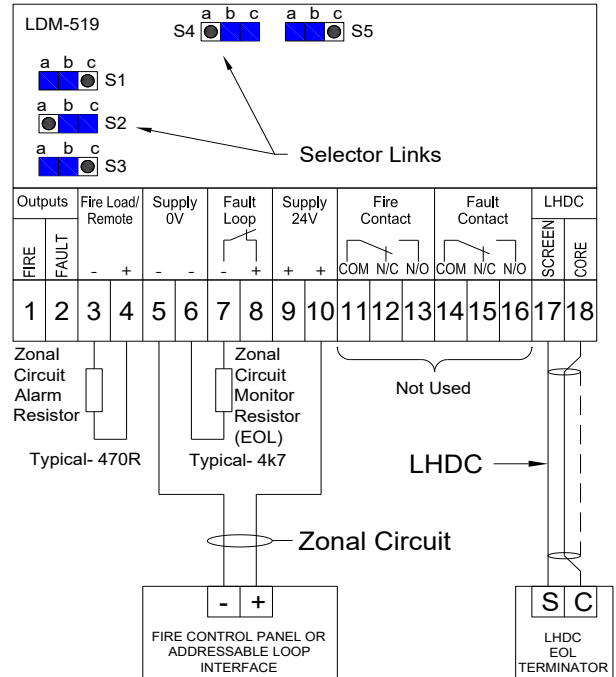 LDM-519
a b c
S4
a b c
S5
a b c
S1
a b c
S2
a b c
S3
Selector Links
Outputs
Fire Load/
Remote
Supply
0V
Fault
Loop
Supply
24V
Fire
Contact
Fault
Contact
LHDC
FIRE
FAULT
- +
- -
- +
+ +
COM N/C N/O
COM N/C N/O
SCREEN
CORE
1 2 3 4 5 6 7 8 9 10 11 12 13 14 15 16 17 18
Zonal
Circuit
Alarm
Resistor
Typical- 470R
Zonal
Circuit
Monitor
Resistor
(EOL)
Typical- 4k7
Not Used
LHDC
Zonal Circuit
- +
FIRE CONTROL PANEL OR
ADDRESSABLE LOOP
INTERFACE
S C
LHDC
EOL
TERMINATOR